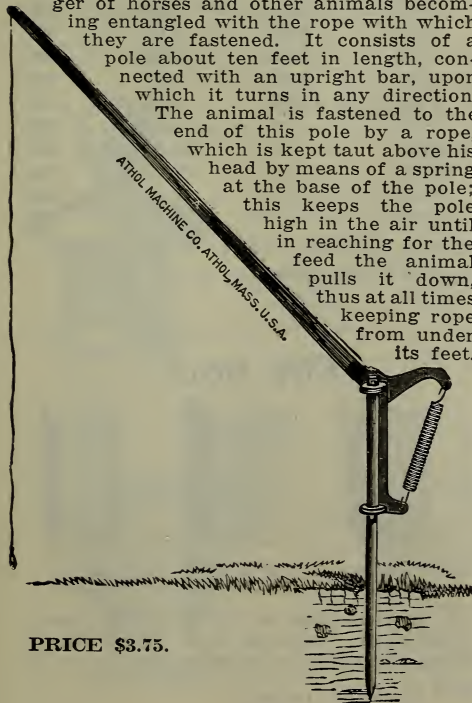 ger of horses and other animals becom-
ing entangled with the rope with which
they are fastened. It consists of a
pole about ten feet in length, con-
nected with an upright bar, upon
which it turns in any direction
The animal is fastened to the
end of this pole by a rope
which is kept taut above his
head by means of a spring
at the base of the pole;
this keeps the pole
high in the air until
in reaching for the
feed the animal
pulls it down,
thus at all times
keeping rope
from under
its feet.
ATHOL MACHINE CO. ATHOL, MASS. U.S.A.
PRICE $3.75.